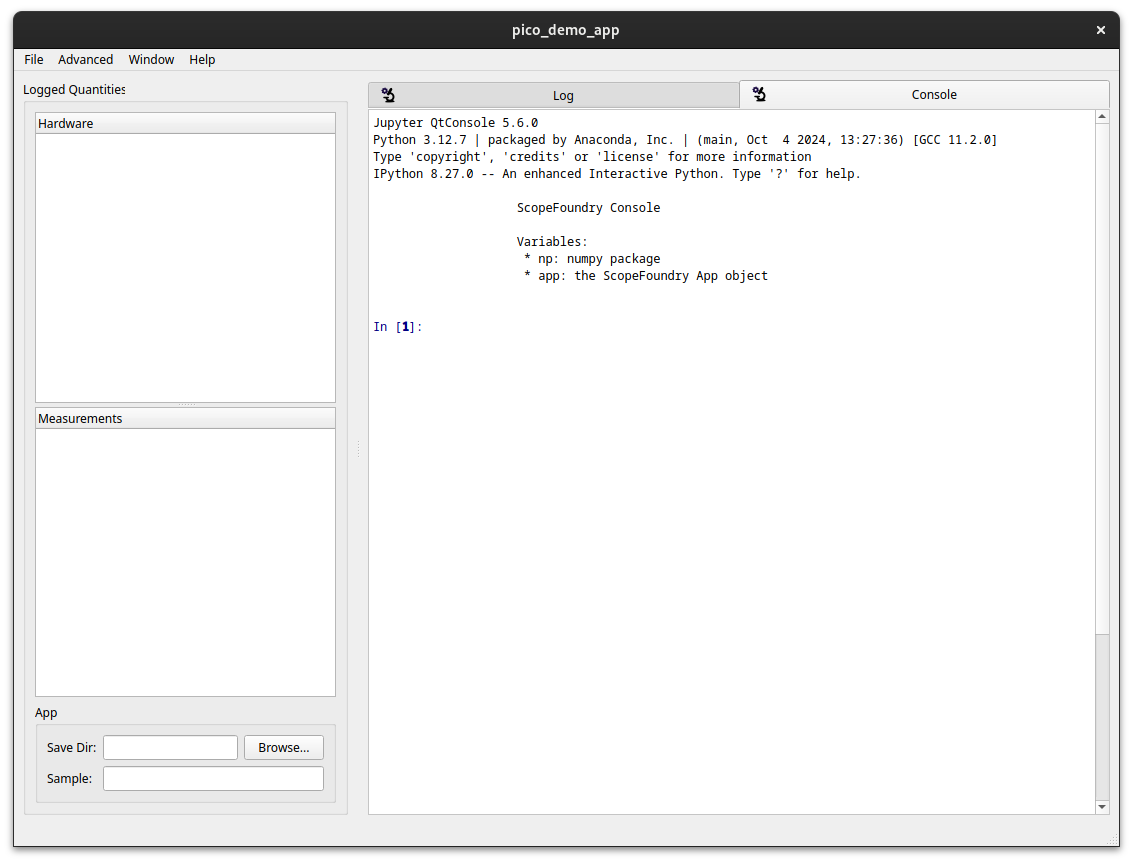 pico_demo_app
File Advanced Window Help
Logged Quantities
Hardware
Measurements
App
Save Dir: Browse...
Sample:
Log Console
Jupyter QtConsole 5.6.0
Python 3.12.7 | packaged by Anaconda, Inc. | (main, Oct  4 2024, 13:27:36) [GCC 11.2.0]
Type 'copyright', 'credits' or 'license' for more information
IPython 8.27.0 -- An enhanced Interactive Python. Type '?' for help.
ScopeFoundry Console
Variables:
* np: numpy package
* app: the ScopeFoundry App object
In [1]: